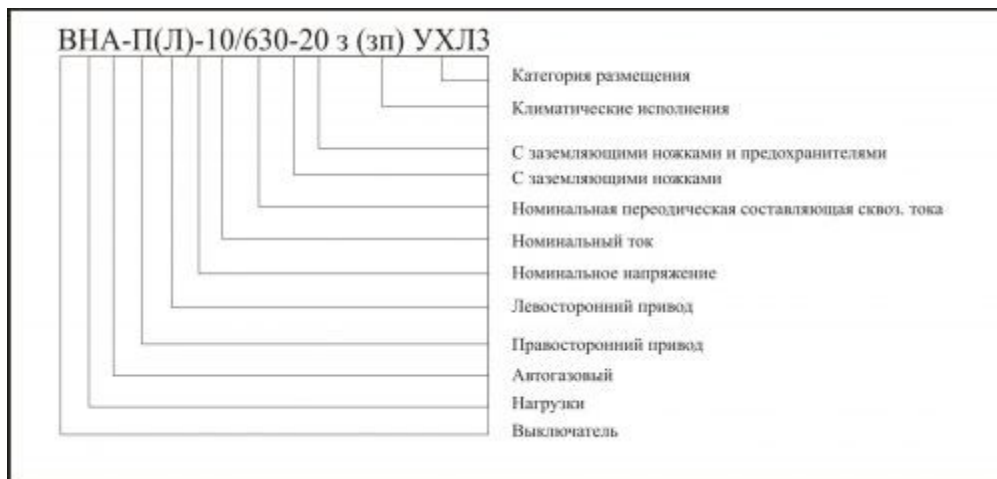 ВНА-П(Л)-10/630-20 з (зп) УХЛ3
Категория размещения
Климатические исполнения
С заземляющими ножками и предохранителями
С заземляющими ножками
Номинальная переодическая составляющая сквоз. тока
Номинальный ток
Номинальное напряжение
Левосторонний привод
Правосторонний привод
Автогазовый
Нагрузки
Выключатель